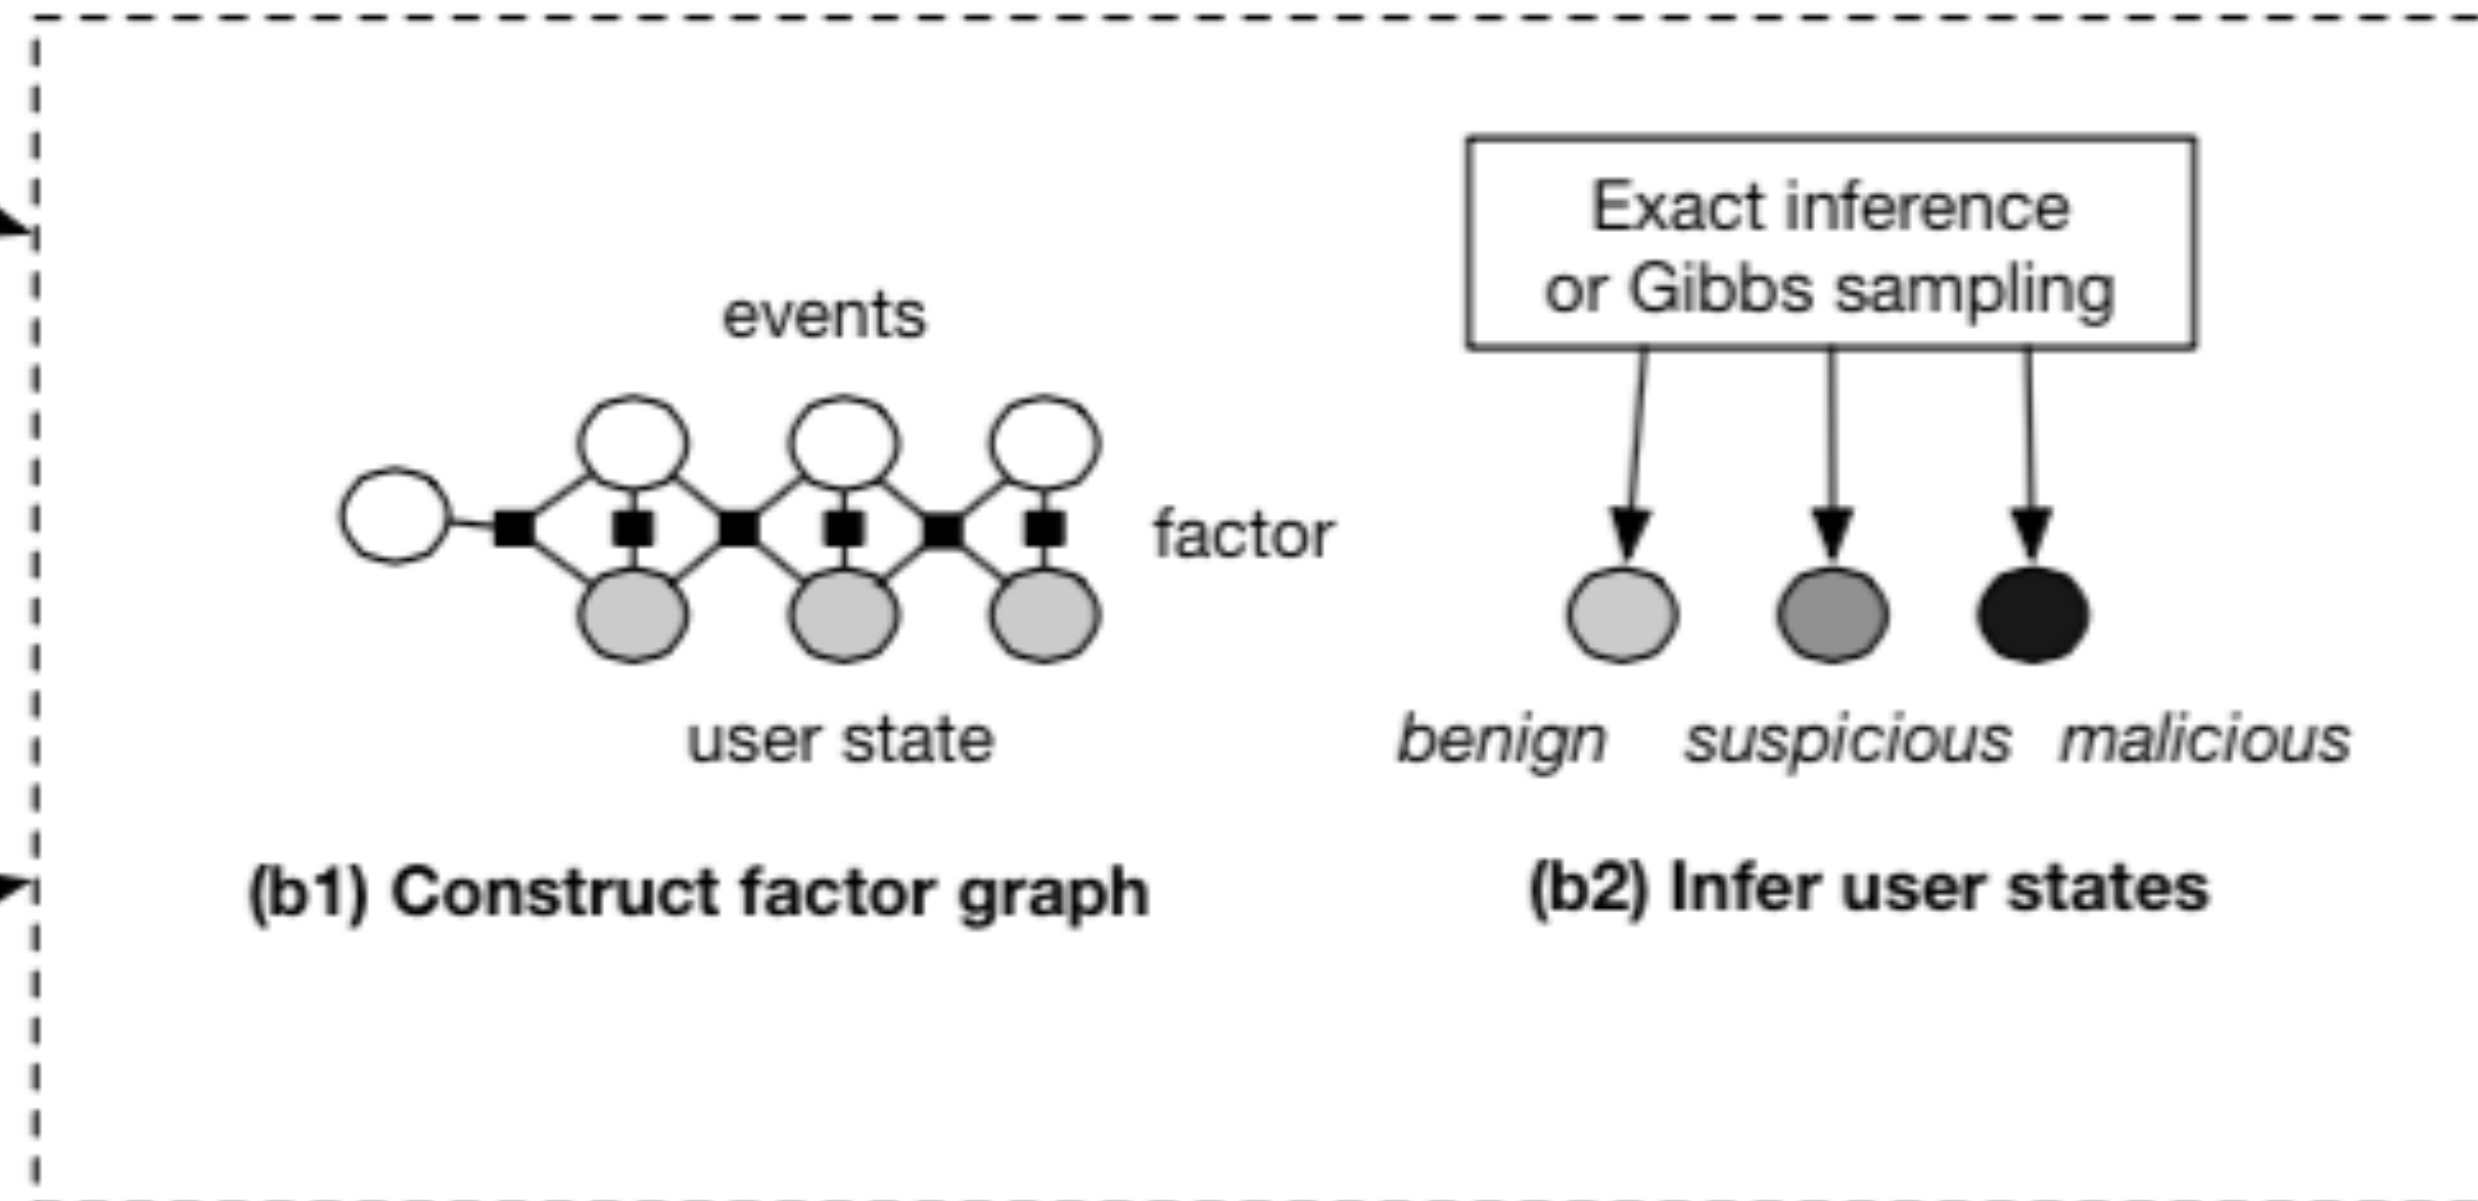 events
factor
user state
(b1) Construct factor graph
Exact inference
or Gibbs sampling
benign suspicious malicious
(b2) Infer user states